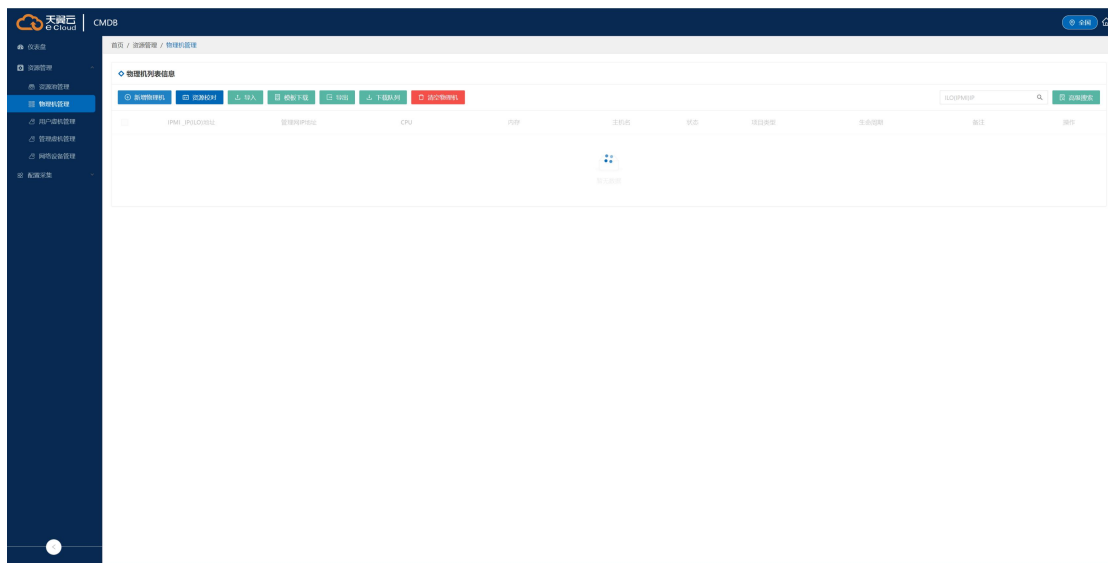 天翼云 e Cloud CMDB 全国
仪表盘
资源管理
资源池管理
物理机管理
用户虚机管理
管理虚机管理
网络设备管理
配置采集
首页 / 资源管理 / 物理机管理
物理机列表信息
新增物理机 资源校对 导入 模板下载 导出 下载队列 清空物理机 ILO(IPMI)IP 高级搜索
IPMI_IP(ILO)地址 管理网IP地址 CPU 内存 主机名 状态 项目类型 生命周期 备注 操作
暂无数据